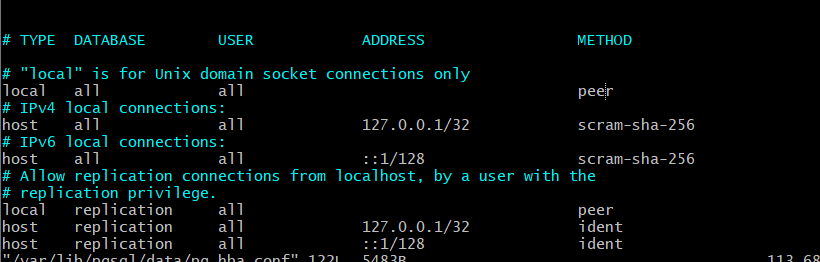 # TYPE  DATABASE        USER            ADDRESS                 METHOD
# "local" is for Unix domain socket connections only
local   all             all                                     peer
# IPv4 local connections:
host    all             all             127.0.0.1/32            scram-sha-256
# IPv6 local connections:
host    all             all             ::1/128                 scram-sha-256
# Allow replication connections from localhost, by a user with the
# replication privilege.
local   replication     all                                     peer
host    replication     all             127.0.0.1/32            ident
host    replication     all             ::1/128                 ident
"/var/lib/pgsql/data/pg_hba.conf" 122L, 5483B 113,68